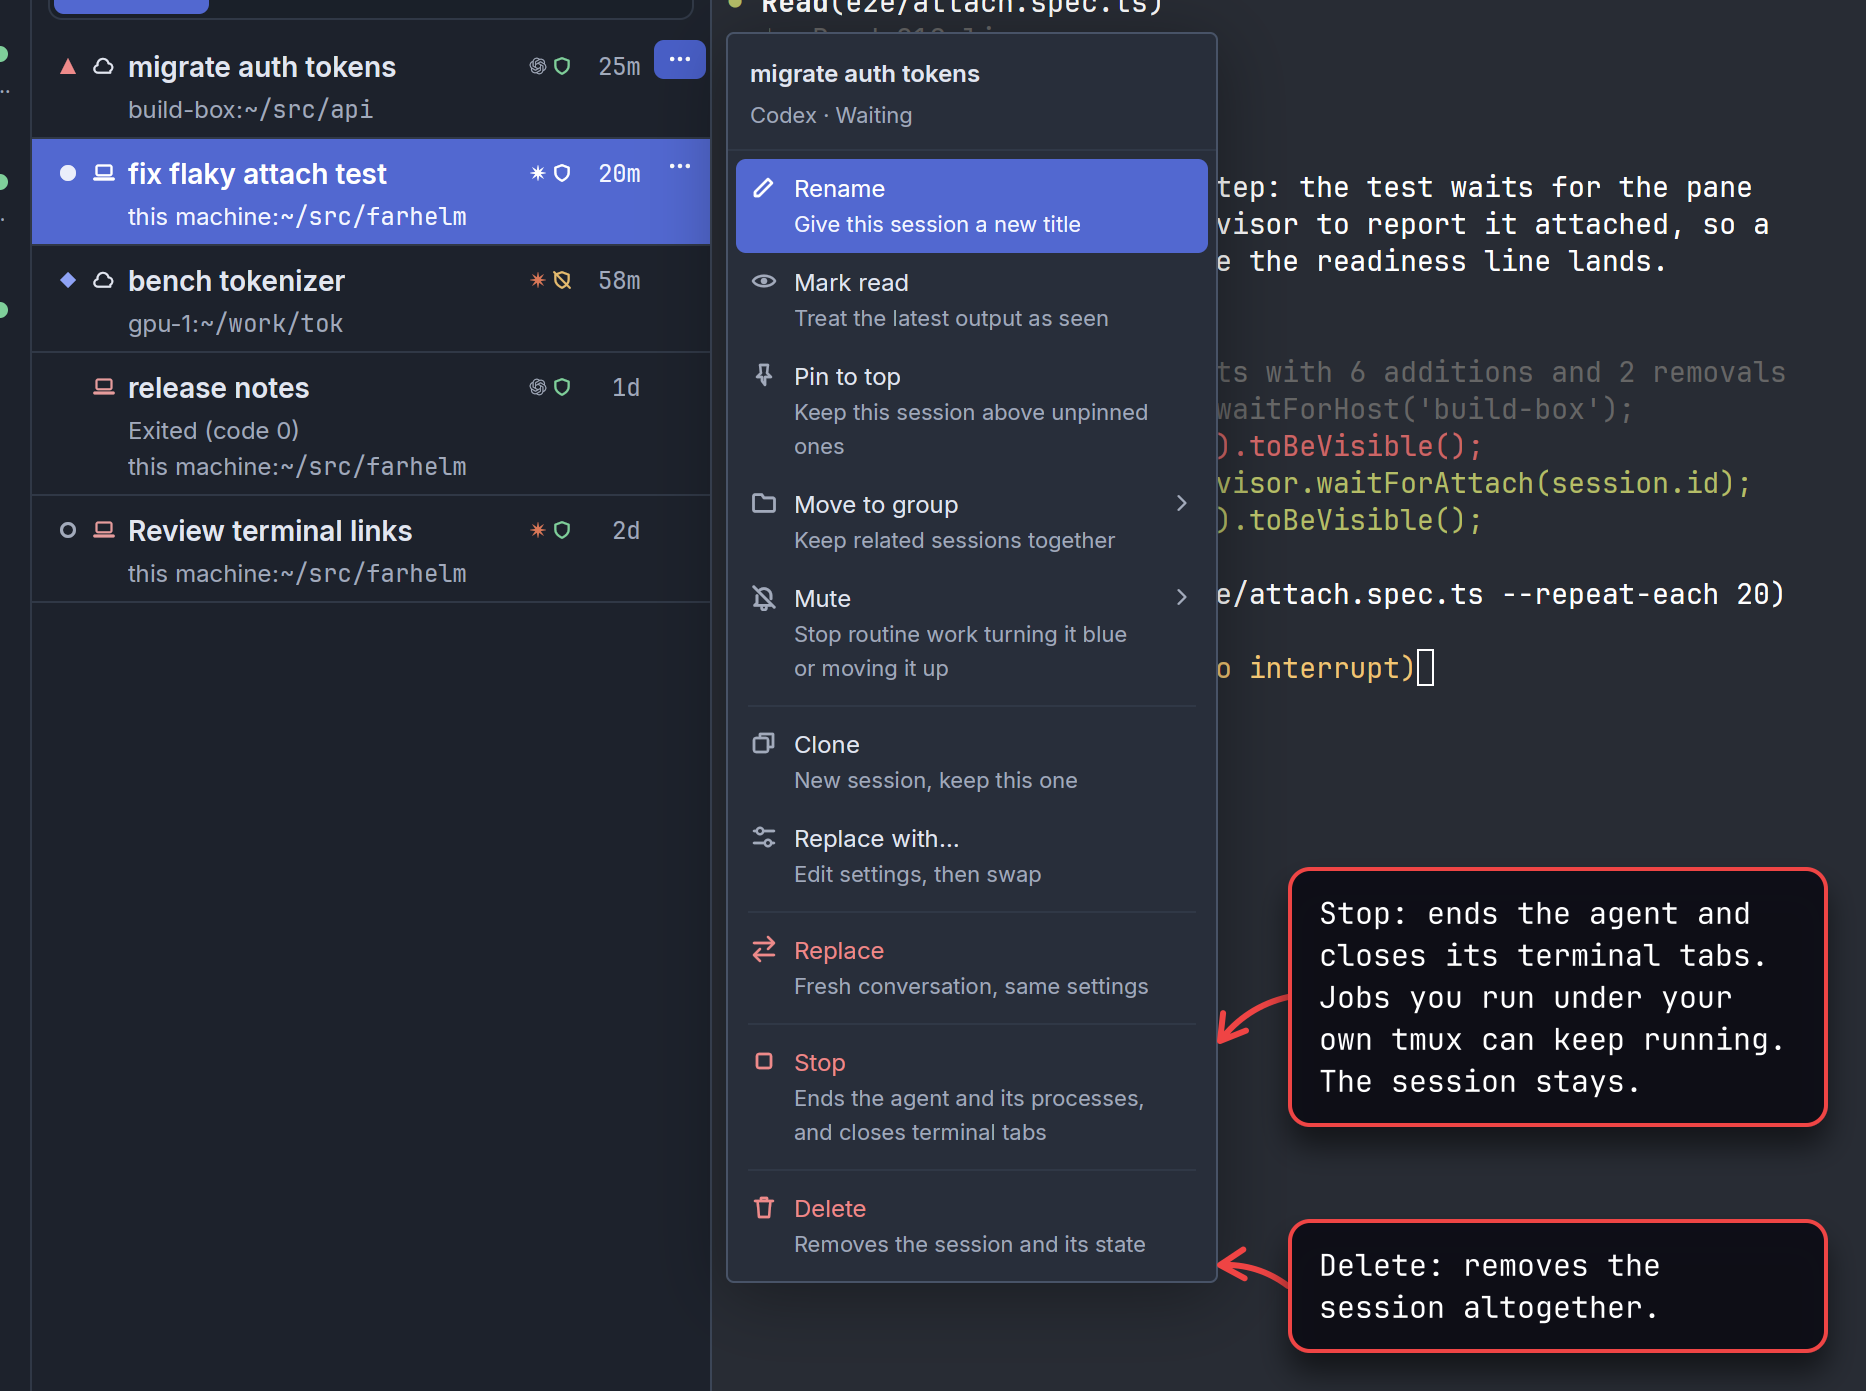 migrate auth tokens
25m
build-box:~/src/api
fix flaky attach test
20m
this machine:~/src/farhelm
bench tokenizer
58m
gpu-1:~/work/tok
release notes
1d
Exited (code 0)
this machine:~/src/farhelm
Review terminal links
2d
this machine:~/src/farhelm
Read(e2e/attach.spec.ts)
migrate auth tokens
Codex · Waiting
Rename
Give this session a new title
Mark read
Treat the latest output as seen
Pin to top
Keep this session above unpinned
ones
Move to group
Keep related sessions together
Mute
Stop routine work turning it blue
or moving it up
Clone
New session, keep this one
Replace with...
Edit settings, then swap
Replace
Fresh conversation, same settings
Stop
Ends the agent and its processes,
and closes terminal tabs
Delete
Removes the session and its state
tep: the test waits for the pane
visor to report it attached, so a
e the readiness line lands.
ts with 6 additions and 2 removals
waitForHost('build-box');
).toBeVisible();
visor.waitForAttach(session.id);
).toBeVisible();
e/attach.spec.ts --repeat-each 20)
o interrupt)
Stop: ends the agent and
closes its terminal tabs.
Jobs you run under your
own tmux can keep running.
The session stays.
Delete: removes the
session altogether.